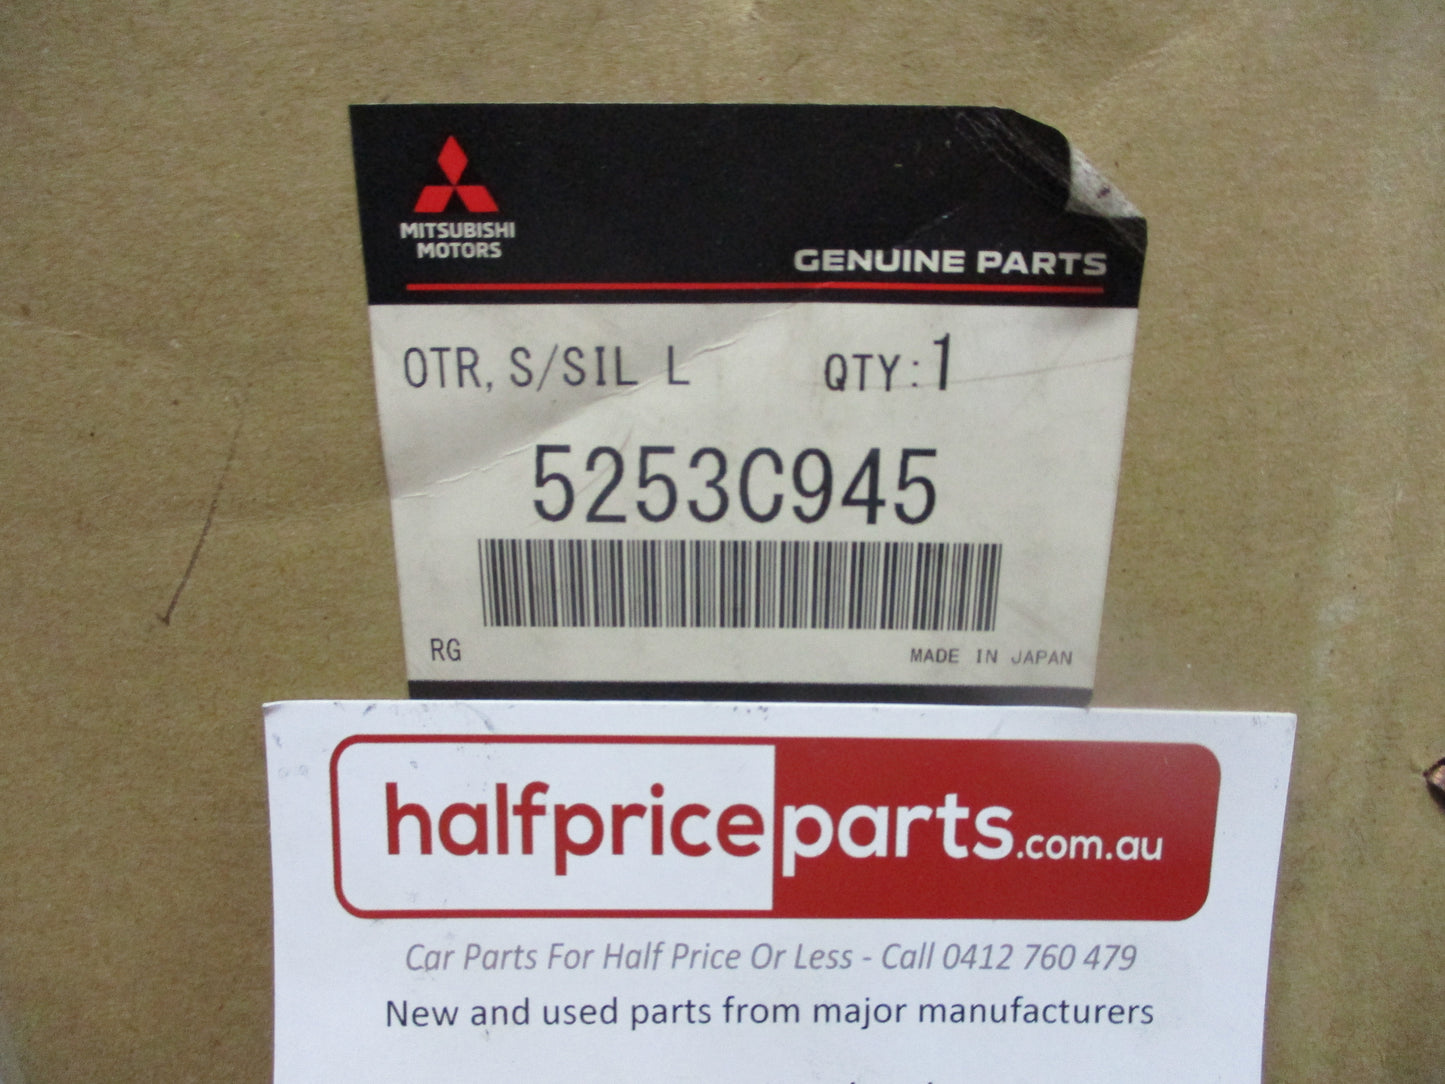 MITSUBISHI
MOTORS
GENUINE PARTS
OTR, S/SIL L QTY:1
5253C945
RG MADE IN JAPAN
halfpriceparts.com.au
Car Parts For Half Price Or Less - Call 0412 760 479
New and used parts from major manufacturers